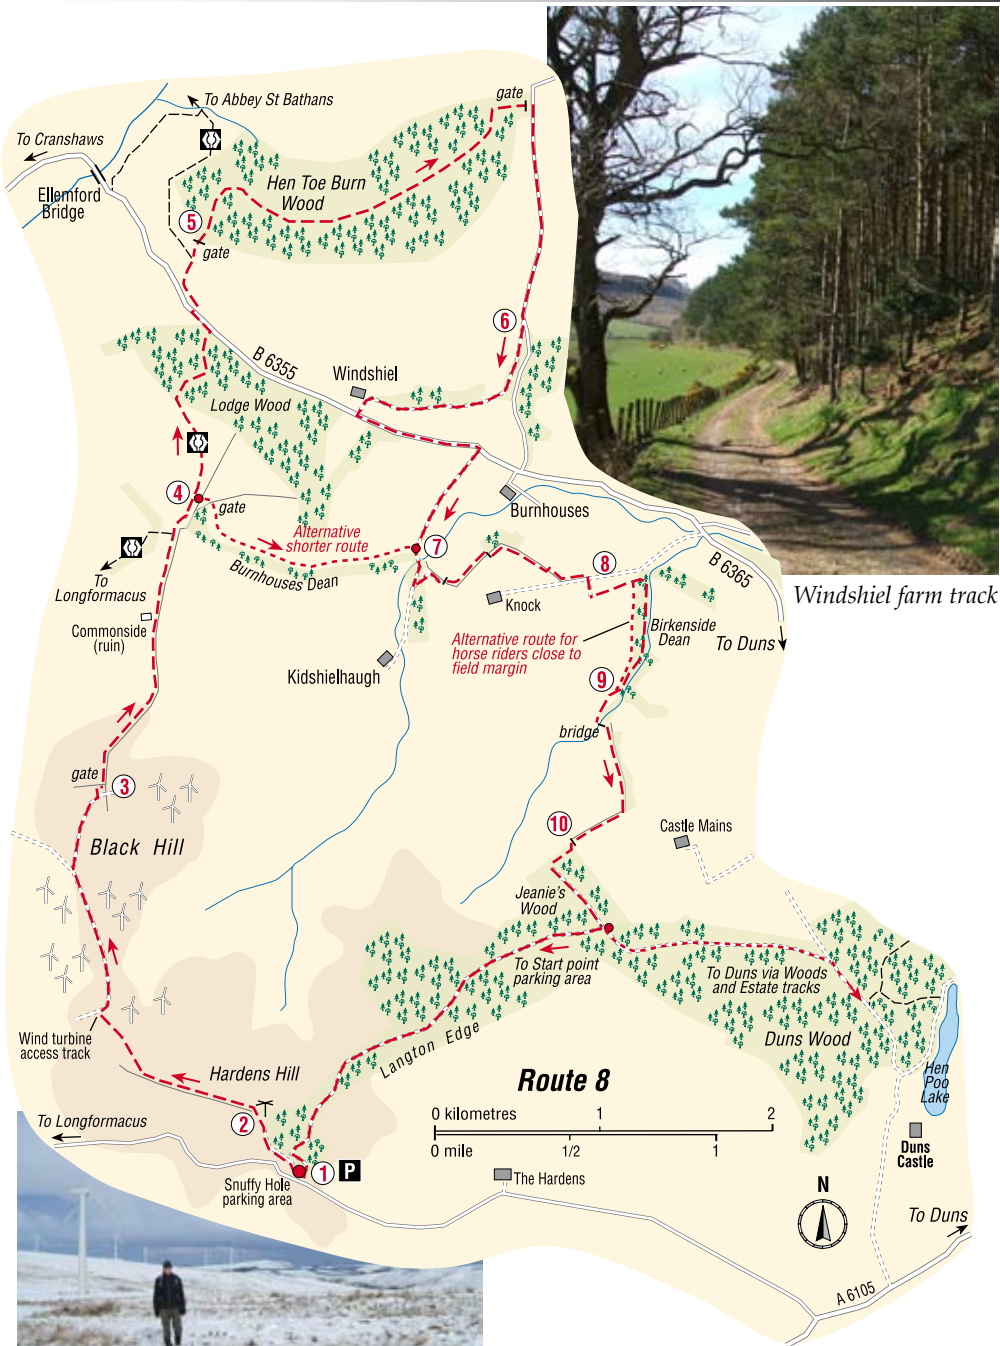 gate
To Abbey St Bathans
To Cranshaws
Ellemford
Bridge
Hen Toe Burn
Wood
5
gate
6
B 6355
Windshiel
Lodge Wood
4
gate
Burnhouses
Alternative
shorter route
7
Burnhouses Dean
8
B 6365
To
Longformacus
Knock
Windshiel farm track
Commonside
(ruin)
Birkenside
Dean
To Duns
Alternative route for
horse riders close to
field margin
Kidshielhaugh
9
bridge
gate
3
10
Castle Mains
Black Hill
Jeanie's
Wood
To Start point
parking area
To Duns via Woods
and Estate tracks
Wind turbine
access track
Langton Edge
Duns Wood
Hardens Hill
Route 8
Hen
Poo
Lake
0 kilometres 1 2
0 mile 1/2 1
2
To Longformacus
Duns
Castle
1 P
Snuffy Hole
parking area
The Hardens
N
To Duns
A 6105